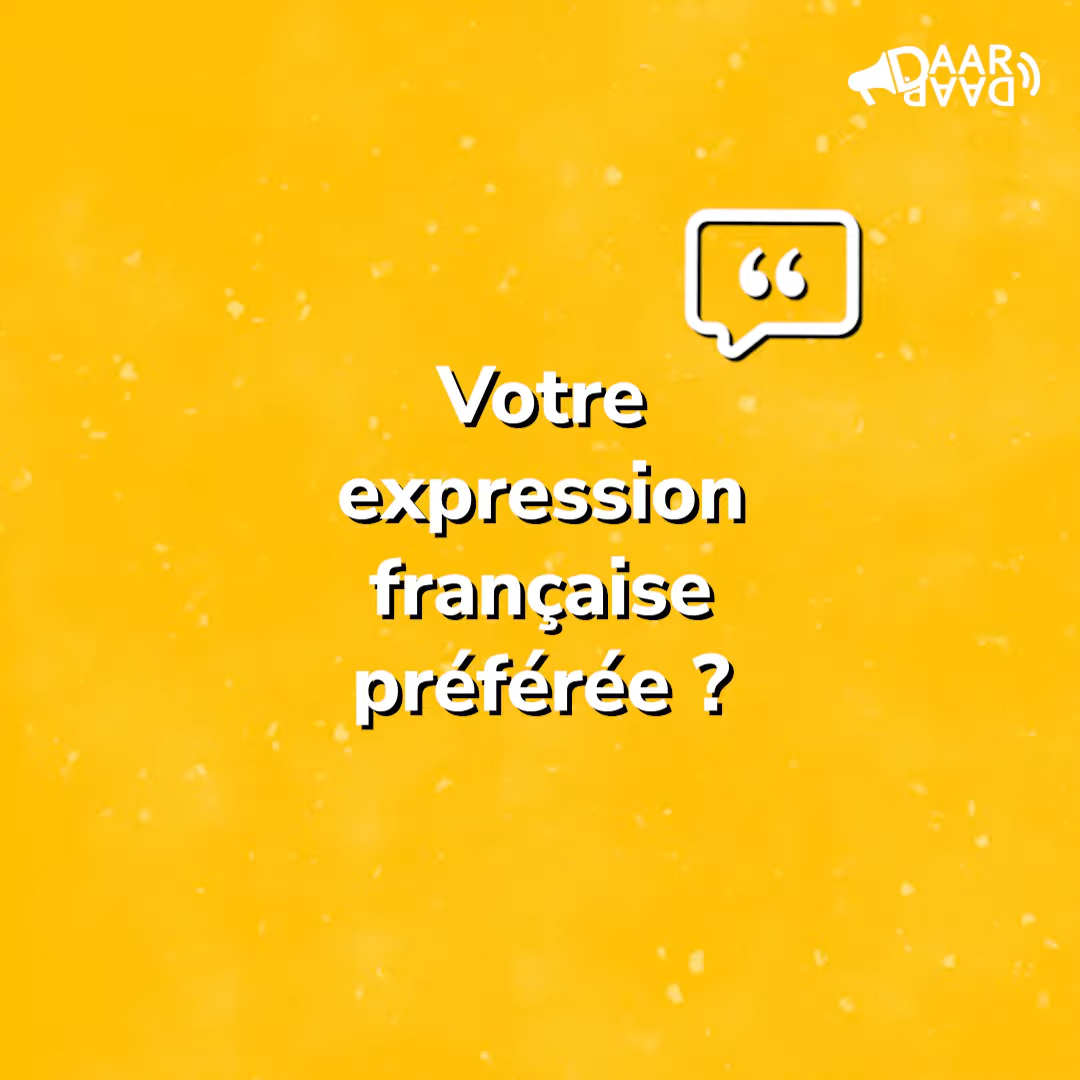 DAAR
DAAR
“
Votre
expression
française
préférée ?